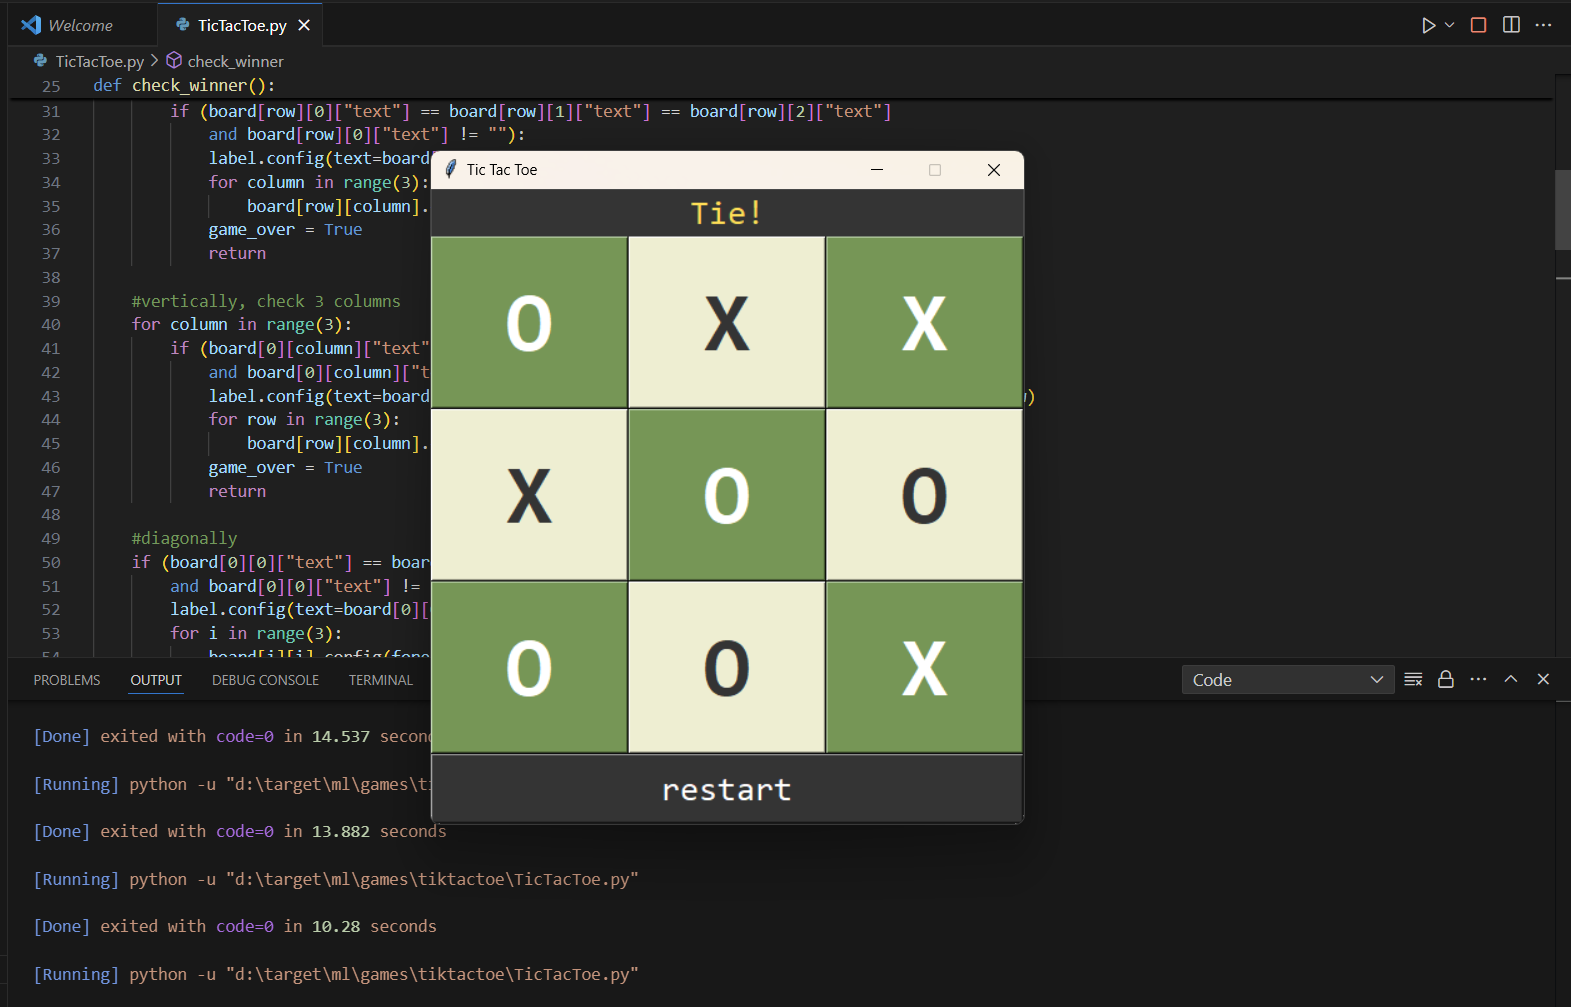 Welcome
TicTacToe.py
TicTacToe.py > check_winner
25 def check_winner():
31 if (board[row][0]["text"] == board[row][1]["text"] == board[row][2]["text"]
32 and board[row][0]["text"] != ""):
33 label.config(text=board
34 for column in range(3):
35 board[row][column].
36 game_over = True
37 return
38
39 #vertically, check 3 columns
40 for column in range(3):
41 if (board[0][column]["text"
42 and board[0][column]["t
43 label.config(text=board )
44 for row in range(3):
45 board[row][column].
46 game_over = True
47 return
48
49 #diagonally
50 if (board[0][0]["text"] == boar
51 and board[0][0]["text"] !=
52 label.config(text=board[0][
53 for i in range(3):
54 board[i][i].config(fore
Tic Tac Toe
Tie!
O X X
X O O
O O X
restart
PROBLEMS OUTPUT DEBUG CONSOLE TERMINAL
Code
[Done] exited with code=0 in 14.537 second
[Running] python -u "d:\target\ml\games\ti
[Done] exited with code=0 in 13.882 seconds
[Running] python -u "d:\target\ml\games\tiktactoe\TicTacToe.py"
[Done] exited with code=0 in 10.28 seconds
[Running] python -u "d:\target\ml\games\tiktactoe\TicTacToe.py"